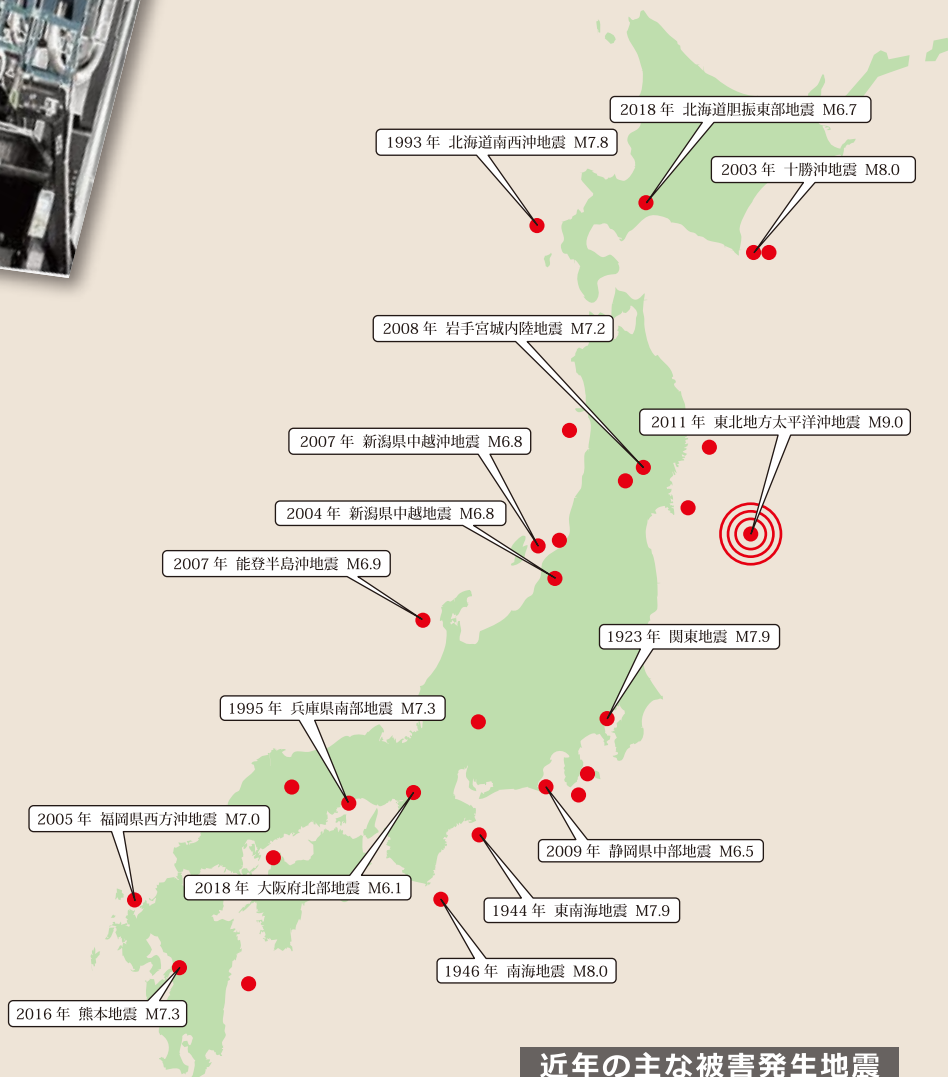 2018年 北海道胆振東部地震 M6.7
1993年 北海道南西沖地震 M7.8
2003年 十勝沖地震 M8.0
2008年 岩手宮城内陸地震 M7.2
2011年 東北地方太平洋沖地震 M9.0
2007年 新潟県中越沖地震 M6.8
2004年 新潟県中越地震 M6.8
2007年 能登半島沖地震 M6.9
1923年 関東地震 M7.9
1995年 兵庫県南部地震 M7.3
2005年 福岡県西方沖地震 M7.0
2009年 静岡県中部地震 M6.5
2018年 大阪府北部地震 M6.1
1944年 東南海地震 M7.9
1946年 南海地震 M8.0
2016年 熊本地震 M7.3
近年の主な被害発生地震